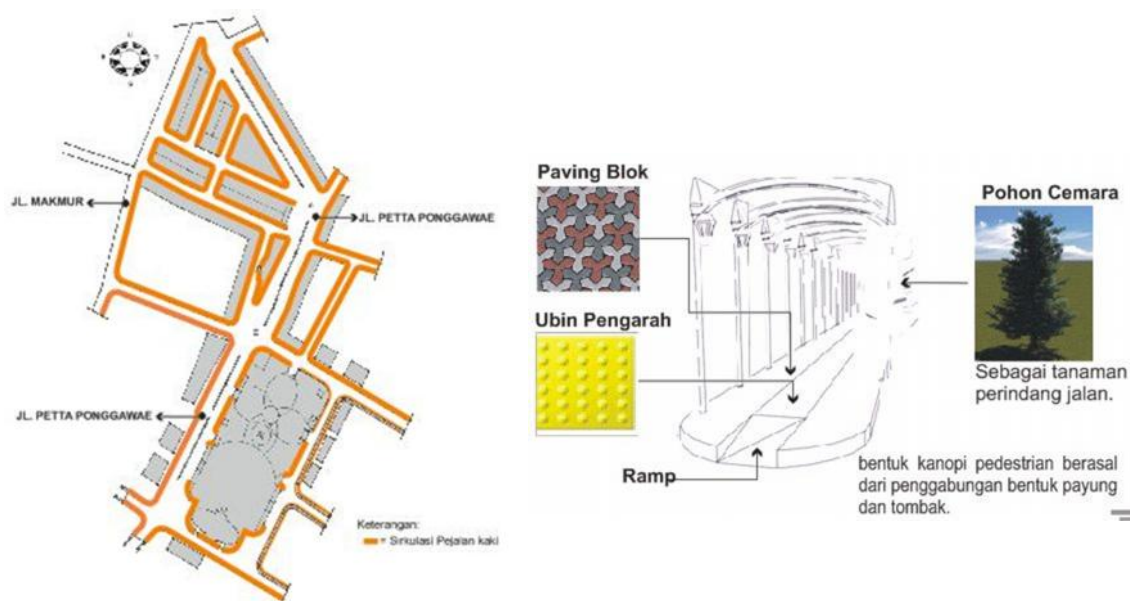 JL. MAKMUR
JL. PETTA PONGGAWAE
JL. PETTA PONGGAWAE
Keterangan:
= Sirkulasi Pejalan kaki
Paving Blok
Ubin Pengarah
Ramp
Pohon Cemara
Sebagai tanaman
perindang jalan.
bentuk kanopi pedestrian berasal
dari penggabungan bentuk payung
dan tombak.